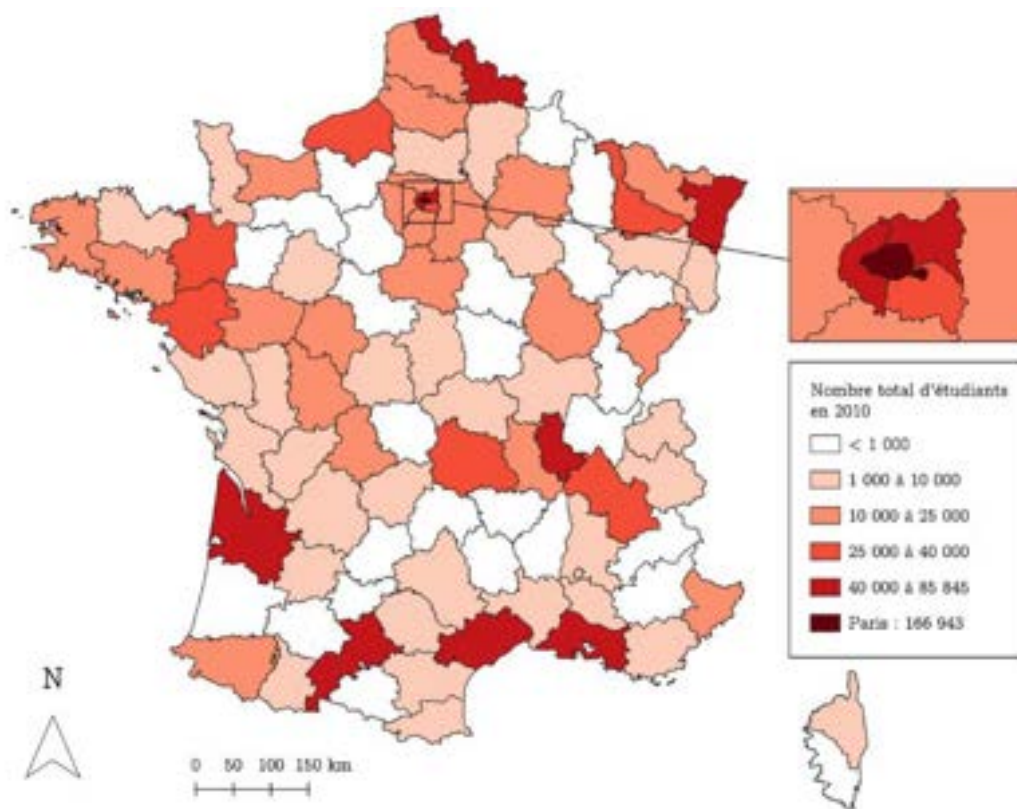 Nombre total d'étudiants
en 2010
< 1 000
1 000 à 10 000
10 000 à 25 000
25 000 à 40 000
40 000 à 85 845
Paris : 166 943
N
0 50 100 150 km